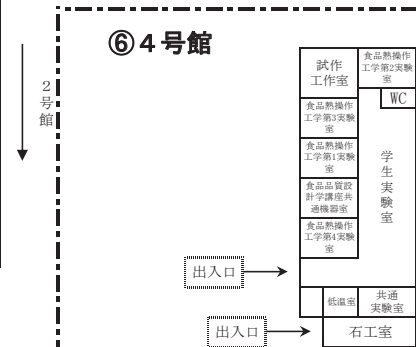 ⑥４号館
２号館
試作
工作室
食品熱操作
工学第2実験
室
WC
食品熱操作
工学第3実験
室
食品熱操作
工学第1実験
室
食品品質設
計学講座共
通機器室
食品熱操作
工学第4実験
室
学生実験室
出入口
低温室
共通
実験室
出入口
石工室